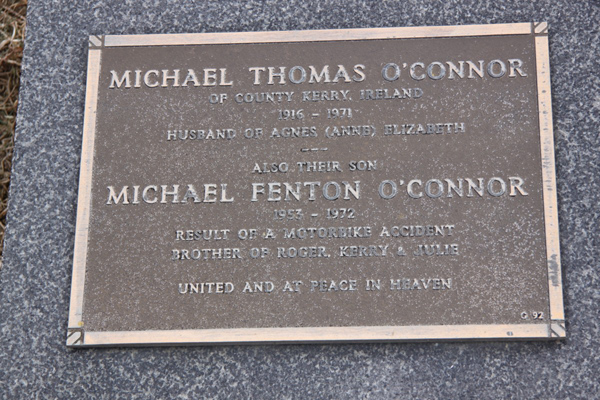 MICHAEL THOMAS O'CONNOR
OF COUNTY KERRY, IRELAND
1916 - 1971
HUSBAND OF AGNES (ANNE) ELIZABETH
---
ALSO THEIR SON
MICHAEL FENTON O'CONNOR
1953 - 1972
RESULT OF A MOTORBIKE ACCIDENT
BROTHER OF ROGER, KERRY & JULIE
UNITED AND AT PEACE IN HEAVEN
G 92